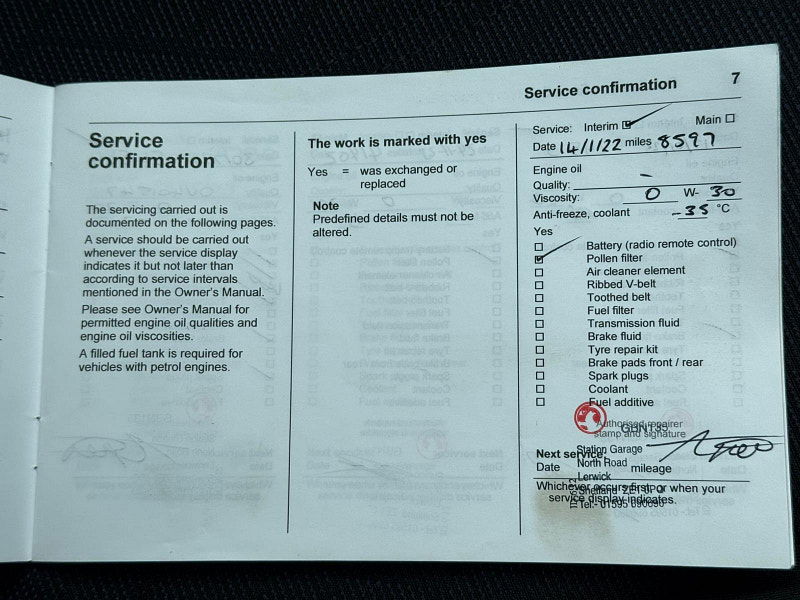 Service confirmation 7
Service
confirmation
The servicing carried out is
documented on the following pages.
A service should be carried out
whenever the service display
indicates it but not later than
according to service intervals
mentioned in the Owner's Manual.
Please see Owner's Manual for
permitted engine oil qualities and
engine oil viscosities.
A filled fuel tank is required for
vehicles with petrol engines.
The work is marked with yes
Yes = was exchanged or
replaced
Note
Predefined details must not be
altered.
Service: Interim Main
Date 14/1/22 miles 8597
Engine oil
Quality: -
Viscosity: 0 W- 30
Anti-freeze, coolant -35 °C
Yes
Battery (radio remote control)
Pollen filter
Air cleaner element
Ribbed V-belt
Toothed belt
Fuel filter
Transmission fluid
Brake fluid
Tyre repair kit
Brake pads front / rear
Spark plugs
Coolant
Fuel additive
Authorised repairer
GBN135
stamp and signature
Station Garage
Next service:
North Road
Date mileage
Lerwick
Whichever occurs first or when your
Shetland
service display indicates.
Tel:- 01595